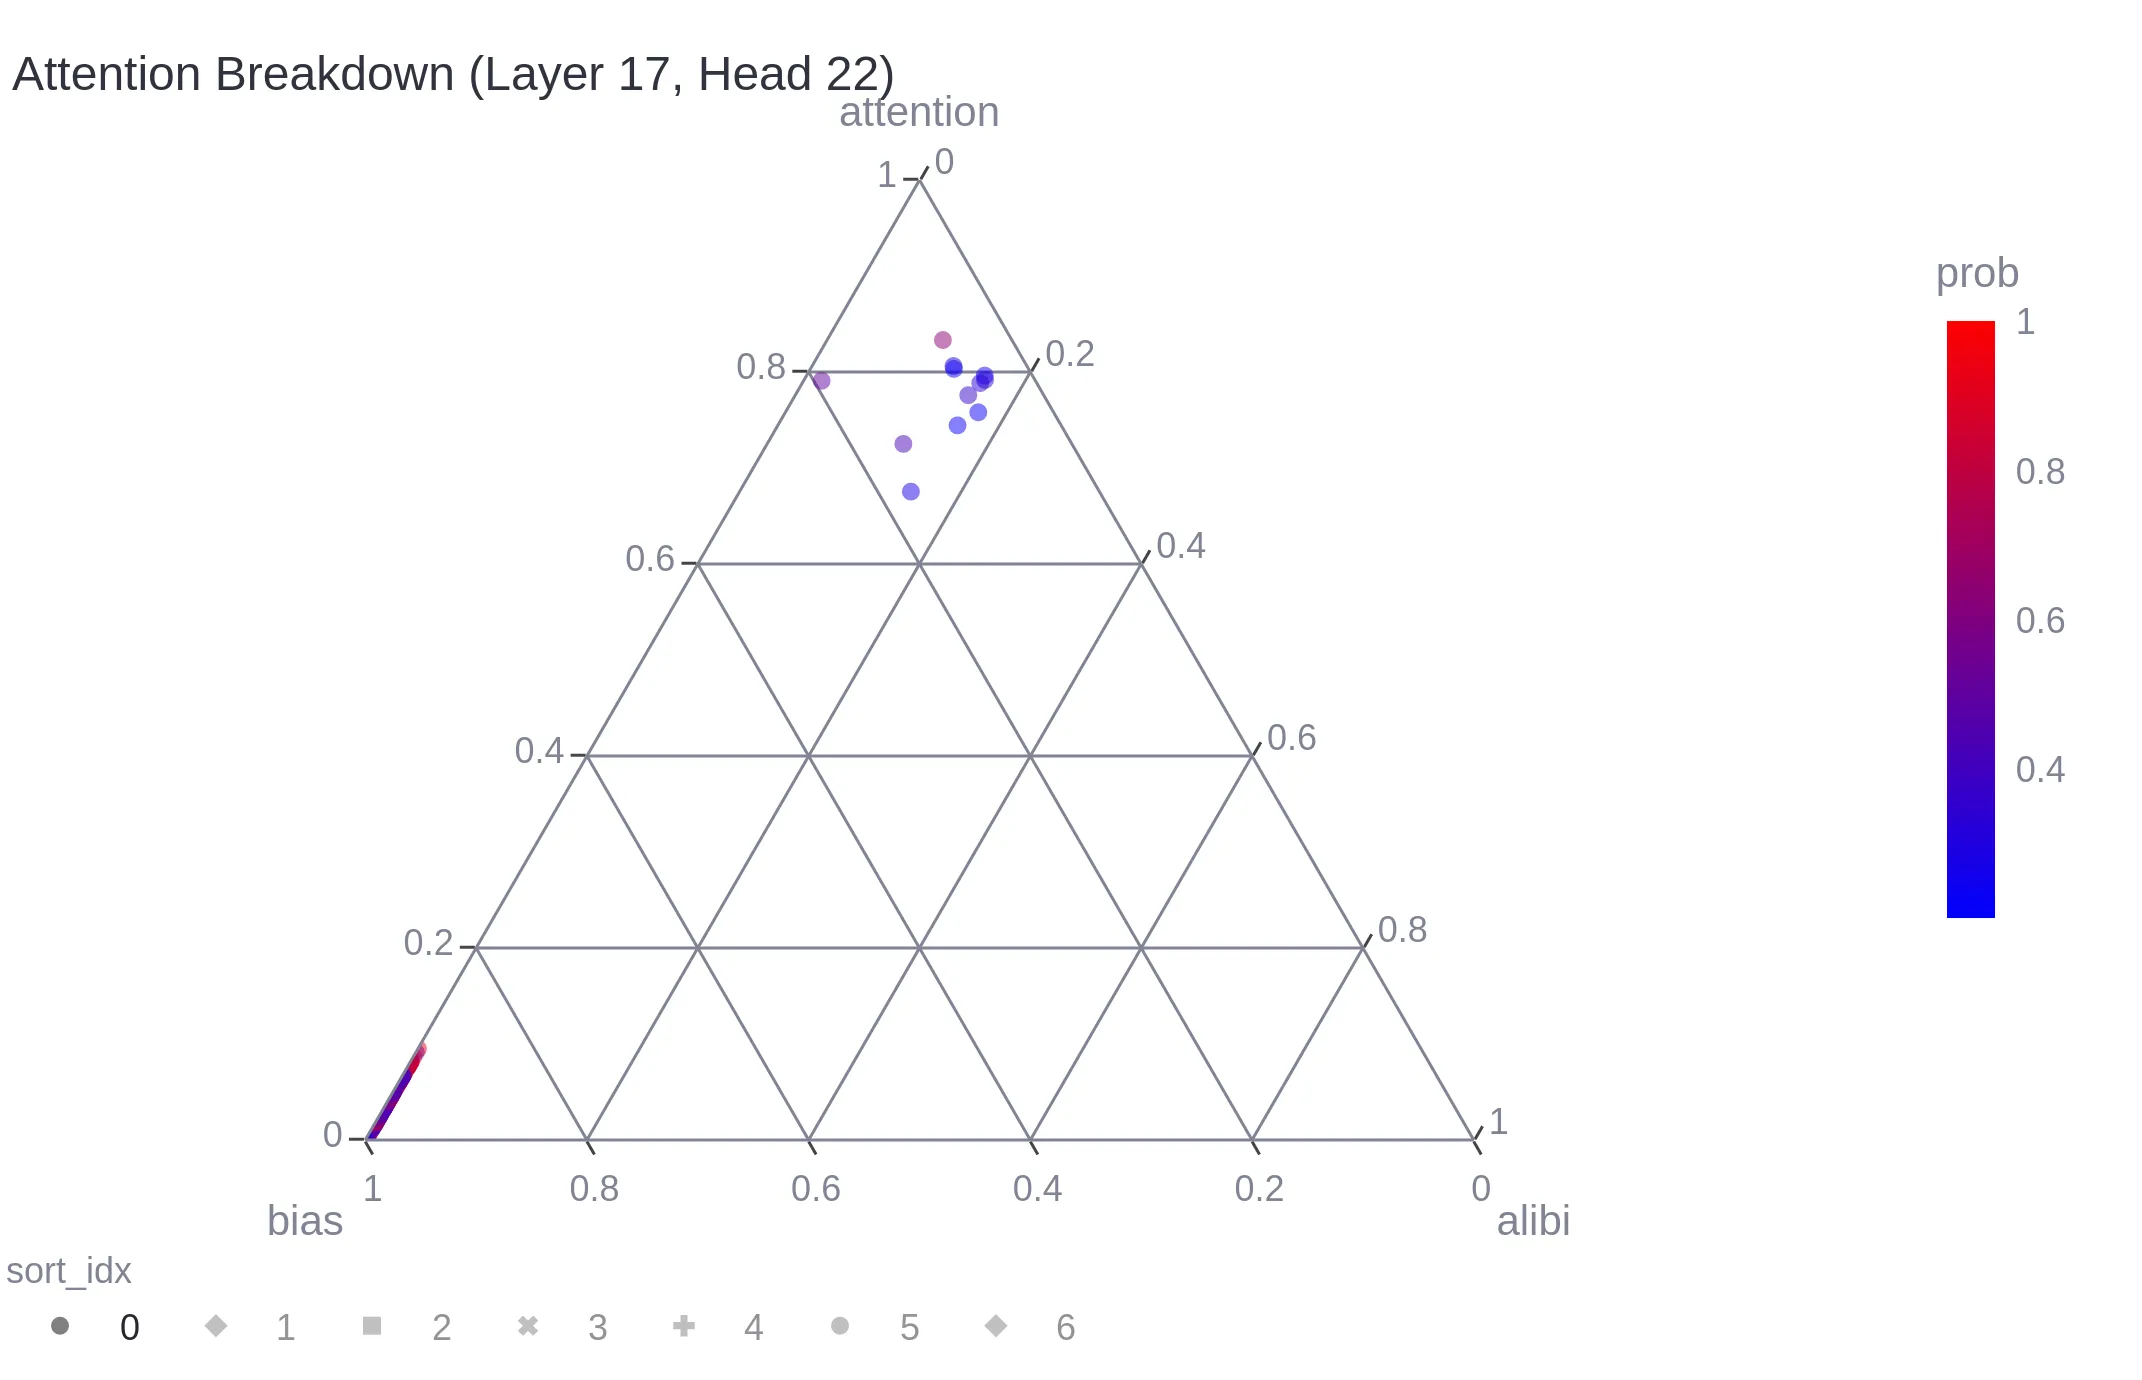 Attention Breakdown (Layer 17, Head 22)
attention
1 0
prob
1
0.8 0.2
0.8
0.6 0.4
0.6
0.4 0.6
0.4
0.2 0.8
0 1
1 0.8 0.6 0.4 0.2 0
bias alibi
sort_idx
0 1 2 3 4 5 6